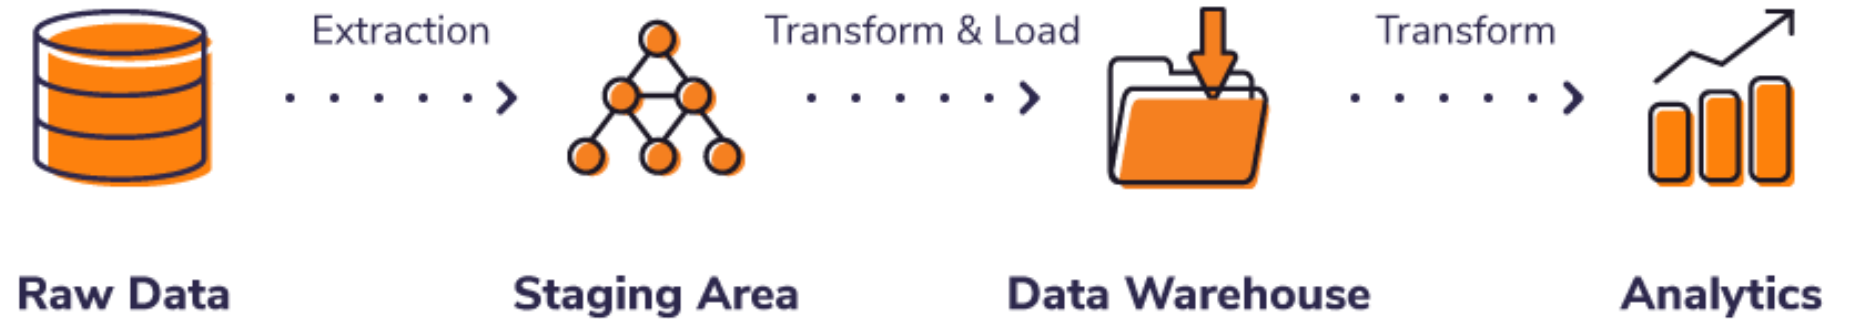 Extraction
Transform & Load
Transform
Raw Data
Staging Area
Data Warehouse
Analytics